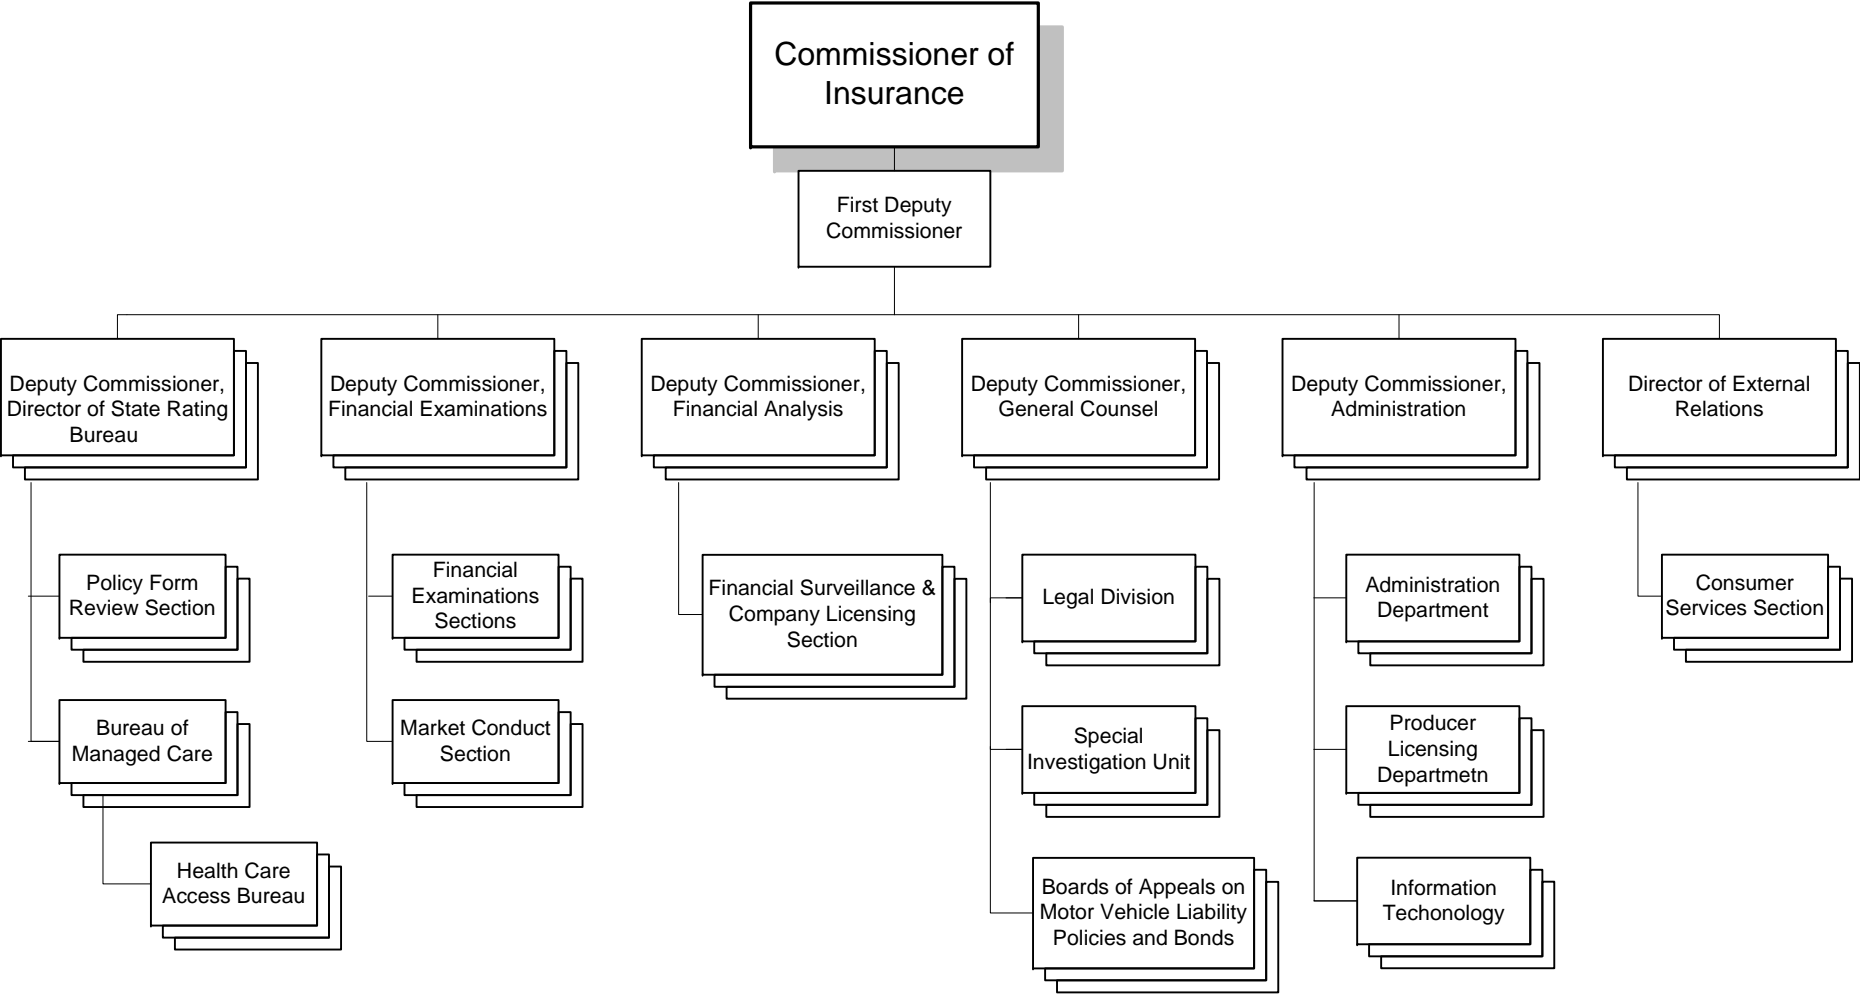 Commissioner of
Insurance
First Deputy
Commissioner
Deputy Commissioner,
Director of State Rating
Bureau
Deputy Commissioner,
Financial Examinations
Deputy Commissioner,
Financial Analysis
Deputy Commissioner,
General Counsel
Deputy Commissioner,
Administration
Director of External
Relations
Policy Form
Review Section
Financial
Examinations
Sections
Financial Surveillance &
Company Licensing
Section
Legal Division
Administration
Department
Consumer
Services Section
Bureau of
Managed Care
Market Conduct
Section
Special
Investigation Unit
Producer
Licensing
Departmetn
Health Care
Access Bureau
Boards of Appeals on
Motor Vehicle Liability
Policies and Bonds
Information
Techonology